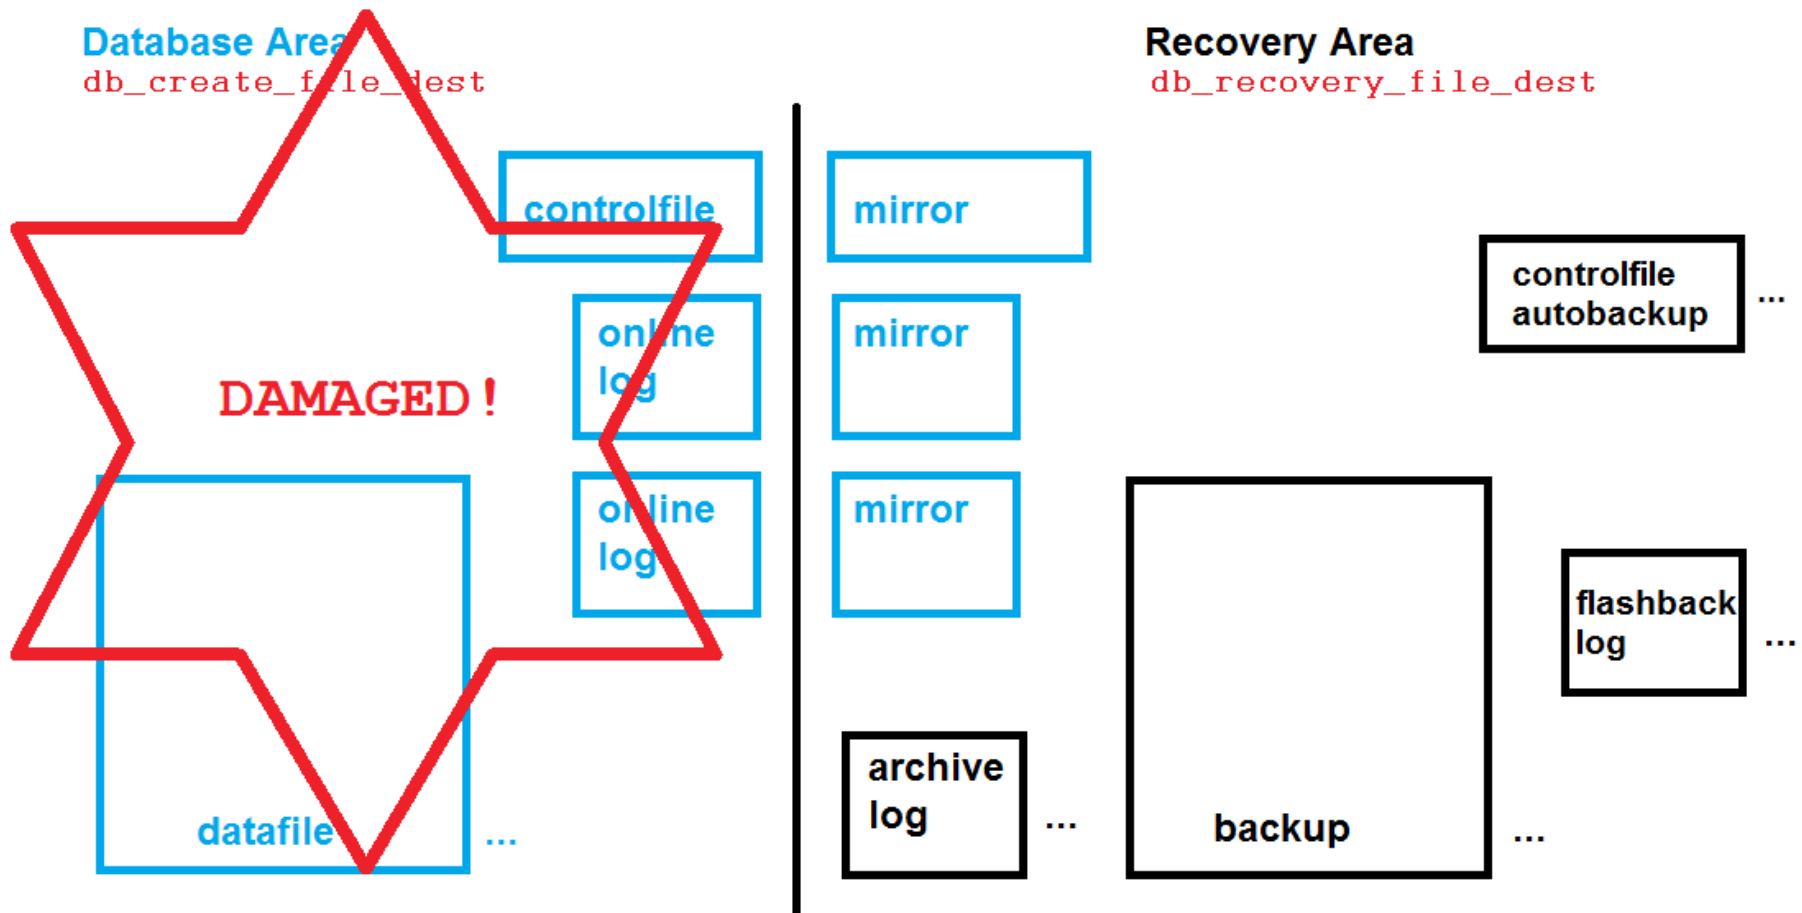 Database Area
db_create_file_dest
Recovery Area
db_recovery_file_dest
controlfile
mirror
controlfile
autobackup
...
online
log
mirror
DAMAGED!
online
log
mirror
flashback
log
...
archive
log
...
datafile
...
backup
...